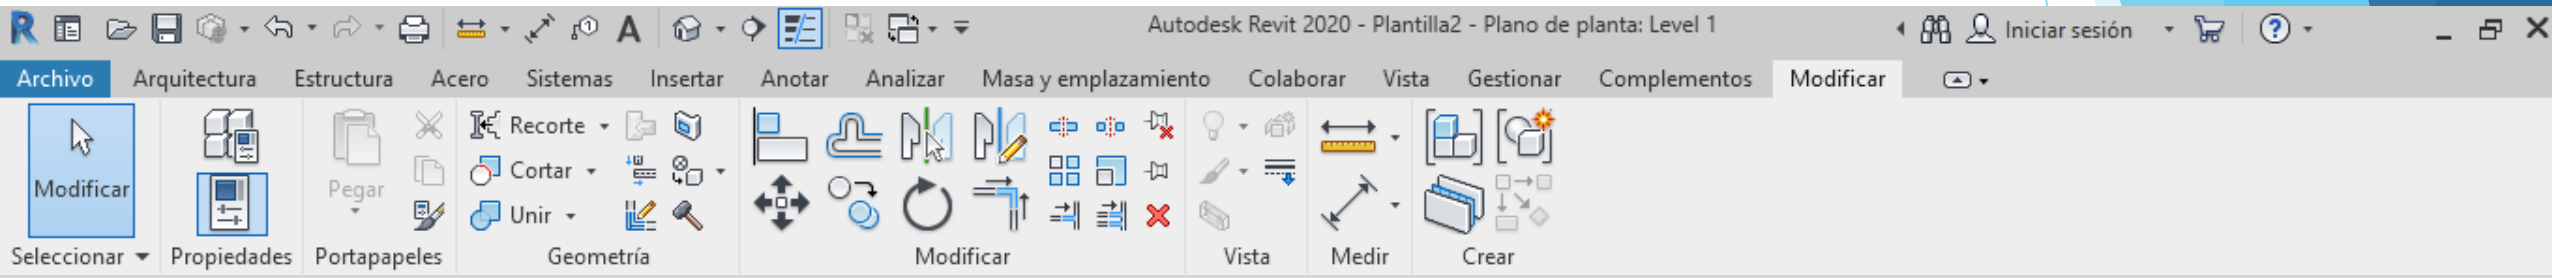 Autodesk Revit 2020 - Plantilla2 - Plano de planta: Level 1 Iniciar sesión
Archivo Arquitectura Estructura Acero Sistemas Insertar Anotar Analizar Masa y emplazamiento Colaborar Vista Gestionar Complementos Modificar
Recorte
Cortar
Modificar Pegar
Unir
Seleccionar Propiedades Portapapeles Geometría Modificar Vista Medir Crear